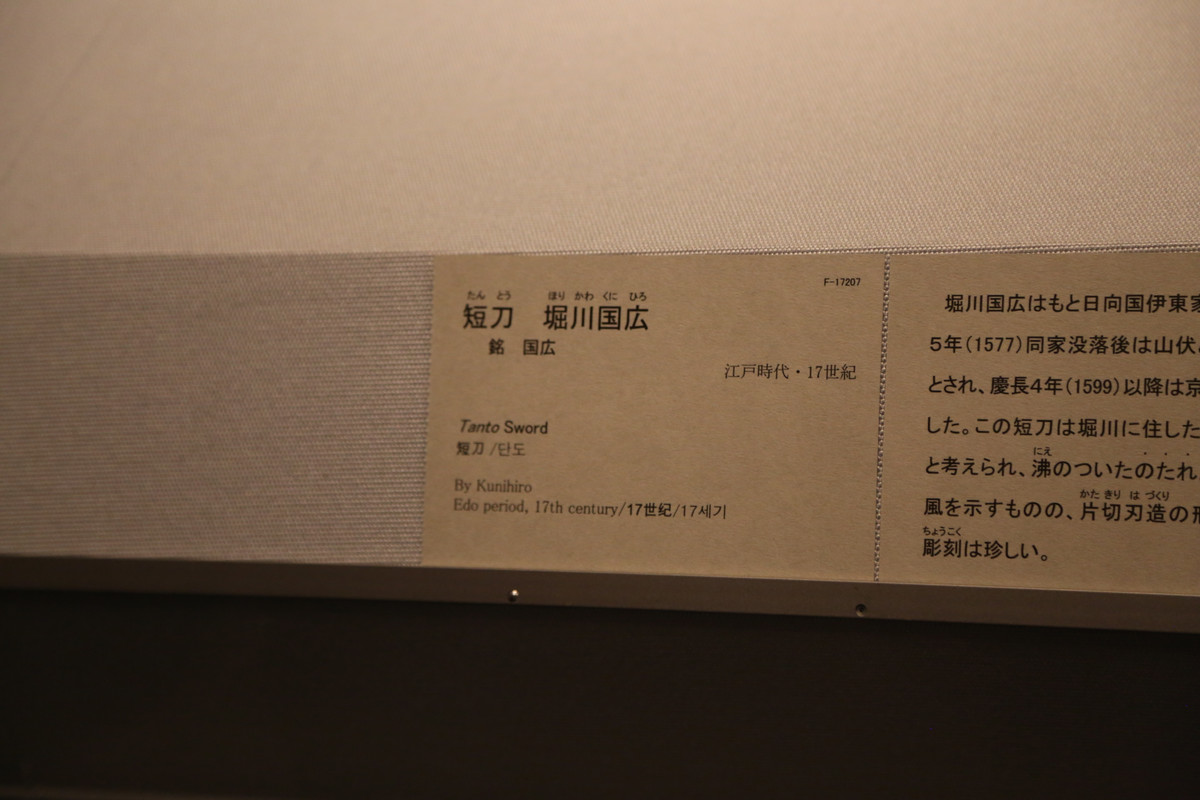 F-17207
たん とう ほり かわ くに ひろ
短刀 堀川国広
銘 国広
江戸時代・17世紀
Tanto Sword
短刀 /단도
By Kunihiro
Edo period, 17th century/17世纪/17세기
堀川国広はもと日向国伊東家
5年(1577)同家没落後は山伏
とされ、慶長4年(1599)以降は京
した。この短刀は堀川に住した
にえ
と考えられ、沸のついたのたれ
かた きり は づくり
風を示すものの、片切刃造の形
ちょうこく
彫刻は珍しい。